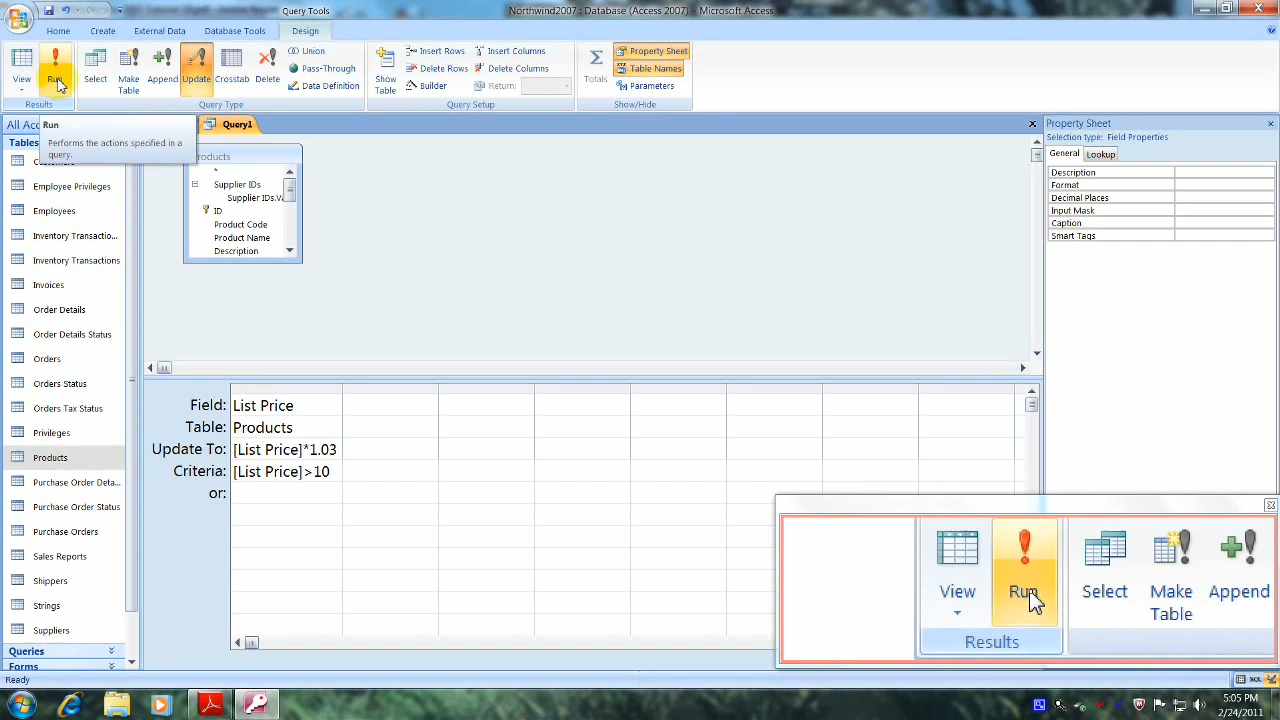 Query Tools
Northwind2007 : Database (Access 2007) - Microsoft Access
Home
Create
External Data
Database Tools
Design
View
Run
Select
Make Table
Append
Update
Crosstab
Delete
Union
Pass-Through
Data Definition
Show Table
Insert Rows
Delete Rows
Builder
Insert Columns
Delete Columns
Return:
Totals
Property Sheet
Table Names
Parameters
Results
Query Type
Query Setup
Show/Hide
Run
Performs the actions specified in a
query.
All Acc
Tables
Employee Privileges
Employees
Inventory Transactio...
Inventory Transactions
Invoices
Order Details
Order Details Status
Orders
Orders Status
Orders Tax Status
Privileges
Products
Purchase Order Deta...
Purchase Order Status
Purchase Orders
Sales Reports
Shippers
Strings
Suppliers
Queries
Forms
Query1
Products
*
Supplier IDs
Supplier IDs.Va
ID
Product Code
Product Name
Description
Field: List Price
Table: Products
Update To: [List Price]*1.03
Criteria: [List Price]>10
or:
Property Sheet
Selection type: Field Properties
General
Lookup
Description
Format
Decimal Places
Input Mask
Caption
Smart Tags
View
Run
Select
Make
Table
Append
Results
Ready
SQL
5:05 PM
2/24/2011